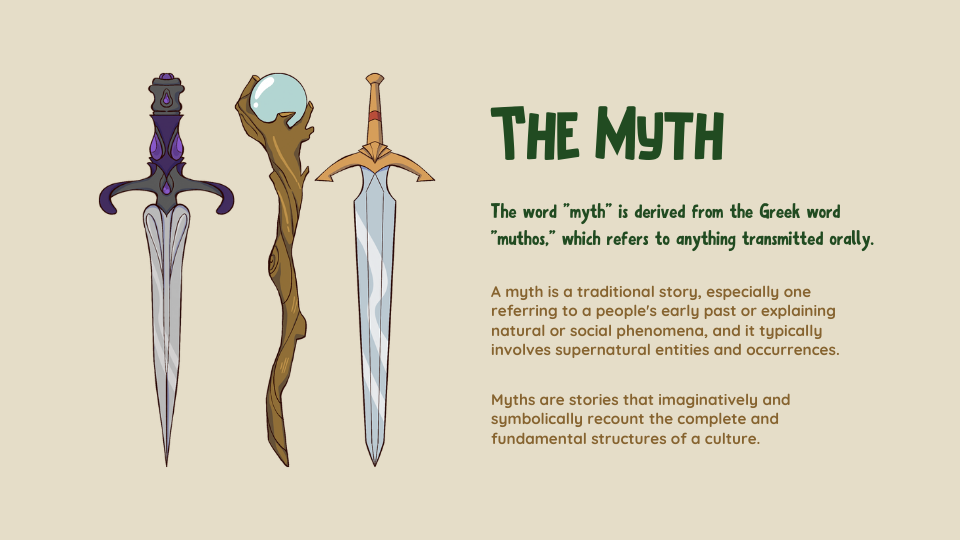 The Myth
The word "myth" is derived from the Greek word
"muthos," which refers to anything transmitted orally.
A myth is a traditional story, especially one
referring to a people's early past or explaining
natural or social phenomena, and it typically
involves supernatural entities and occurrences.
Myths are stories that imaginatively and
symbolically recount the complete and
fundamental structures of a culture.